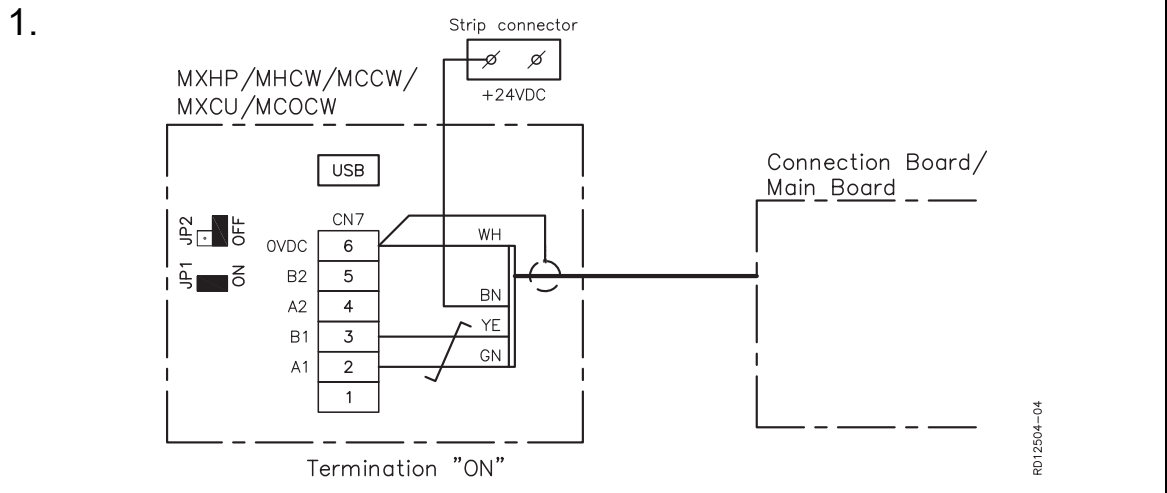 1.
Strip connector
+24VDC
MXHP/MHCW/MCCW/
MXCU/MCOCW
USB
Connection Board/
Main Board
JP2
OFF
JP1
ON
CN7
0VDC 6 WH
B2 5
A2 4 BN
B1 3 YE
A1 2 GN
1
Termination "ON"
RD12504-04